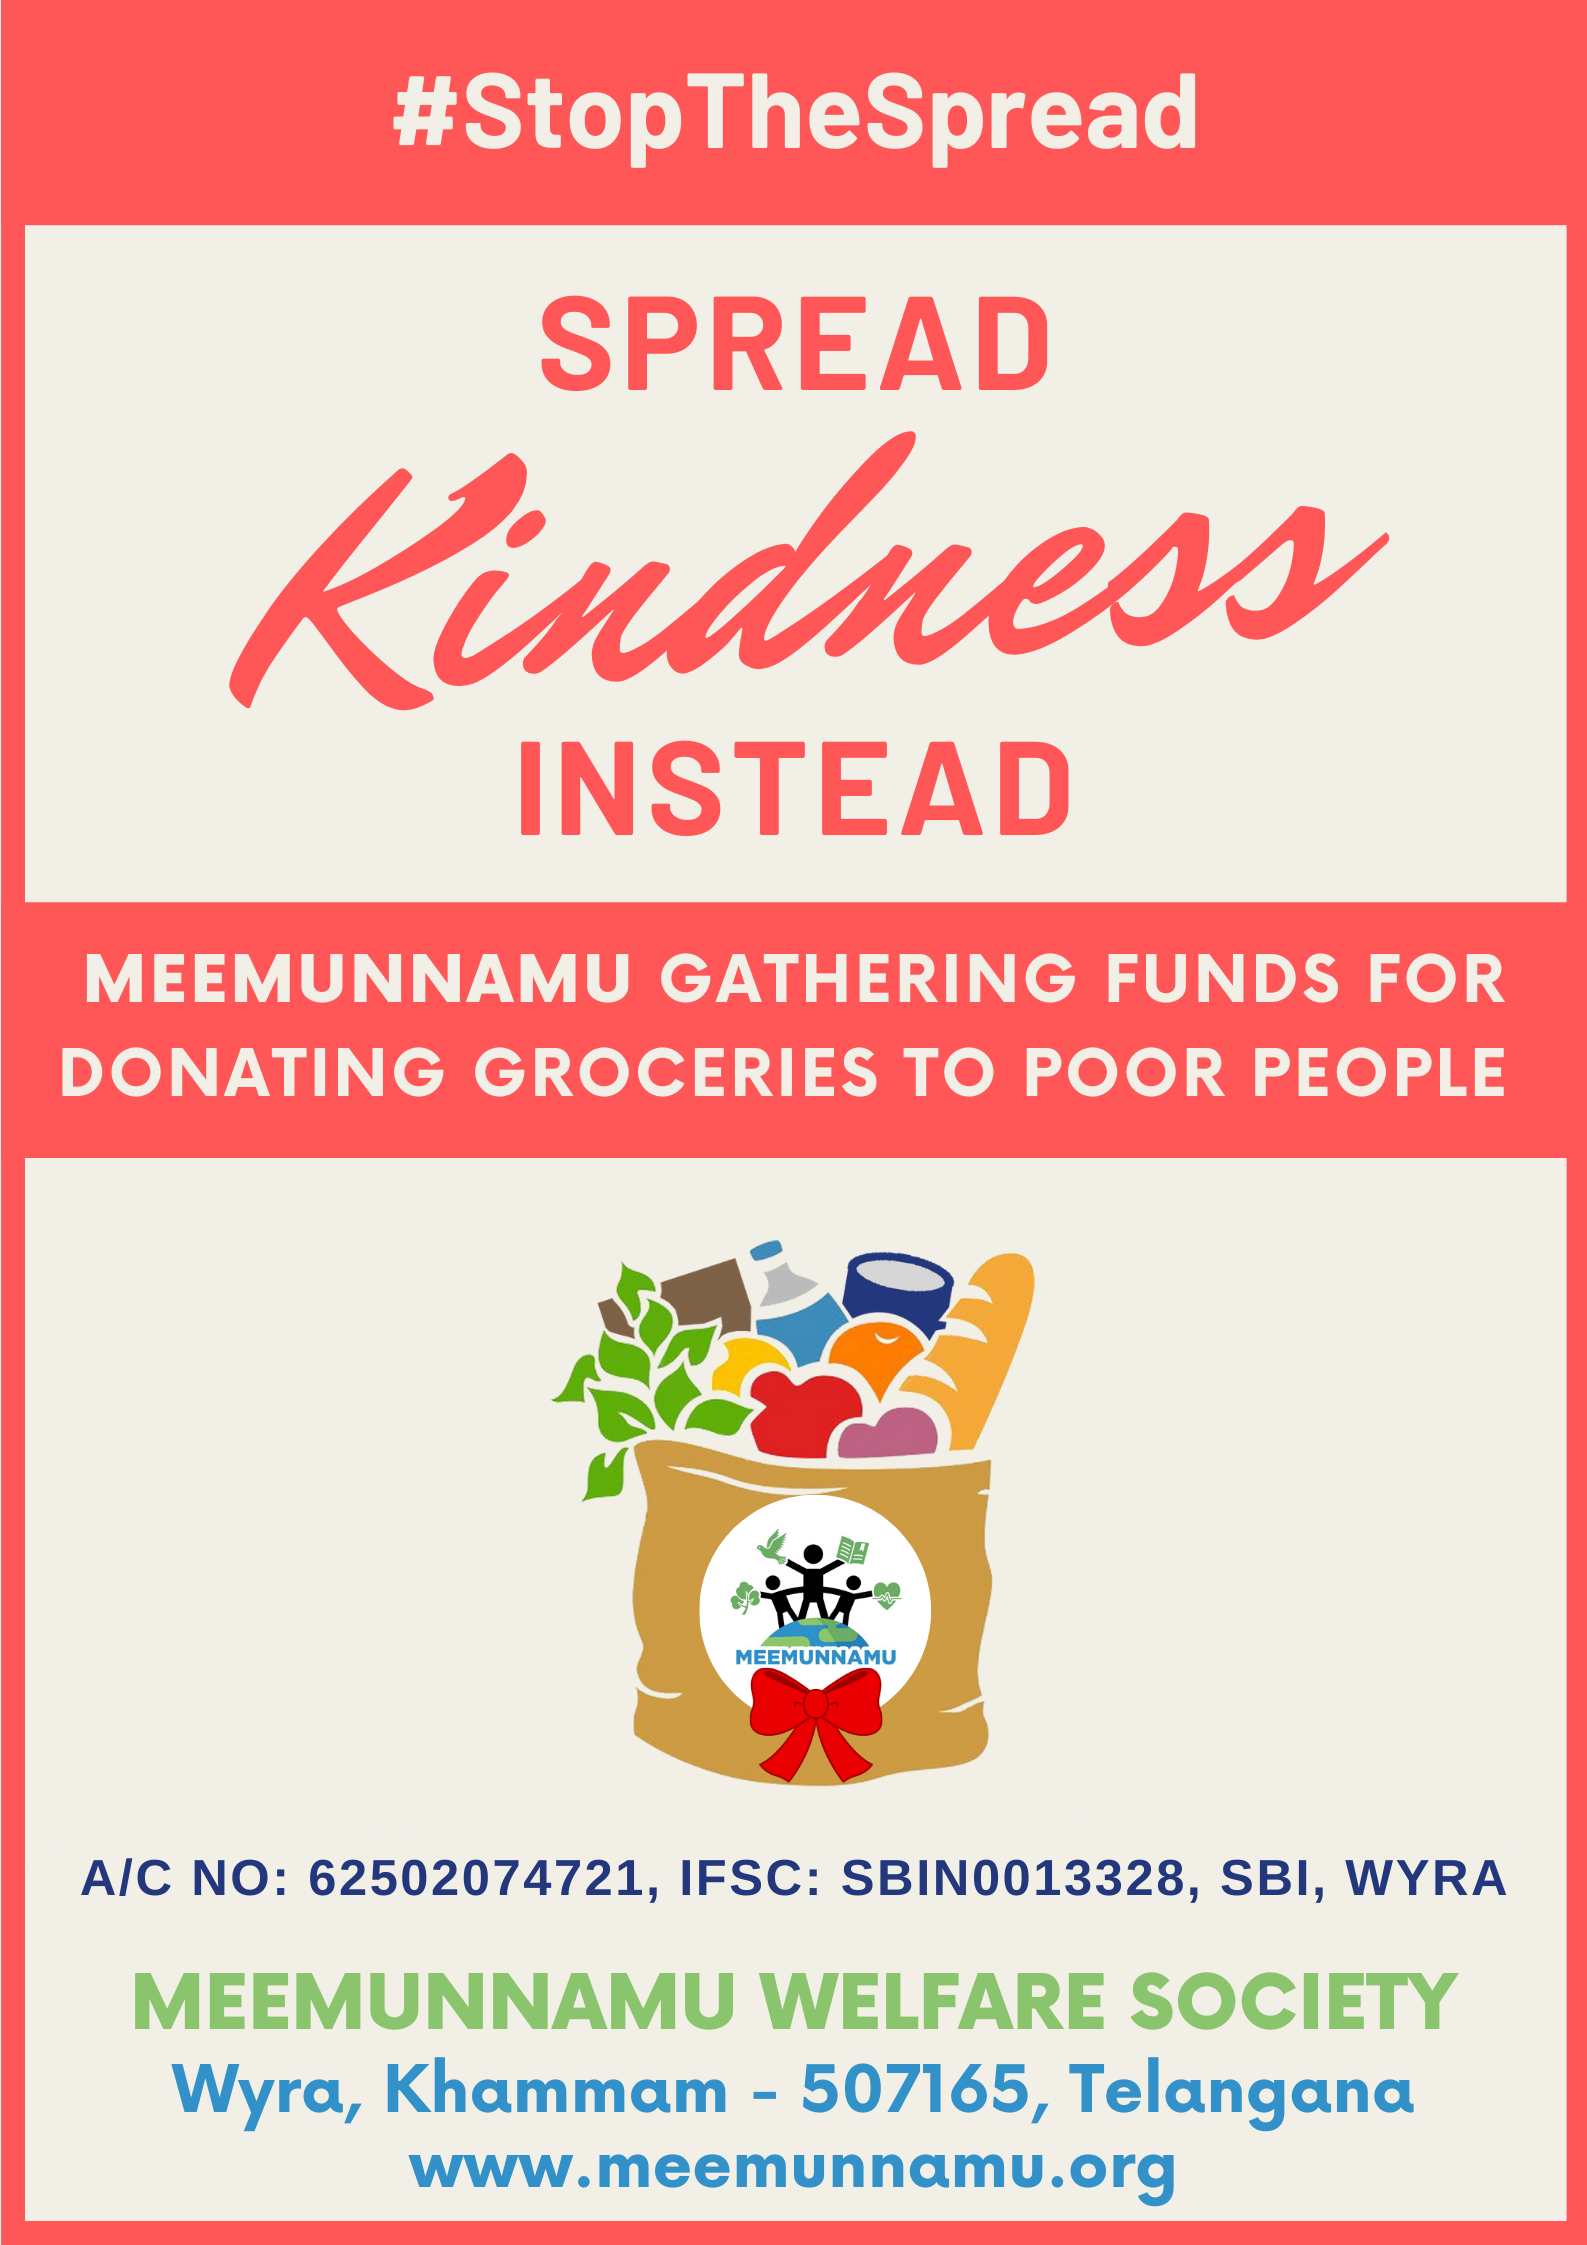 #StopTheSpread
SPREAD
Kindness
INSTEAD
MEEMUNNAMU GATHERING FUNDS FOR
DONATING GROCERIES TO POOR PEOPLE
MEEMUNNAMU
A/C NO: 62502074721, IFSC: SBIN0013328, SBI, WYRA
MEEMUNNAMU WELFARE SOCIETY
Wyra, Khammam - 507165, Telangana
www.meemunnamu.org